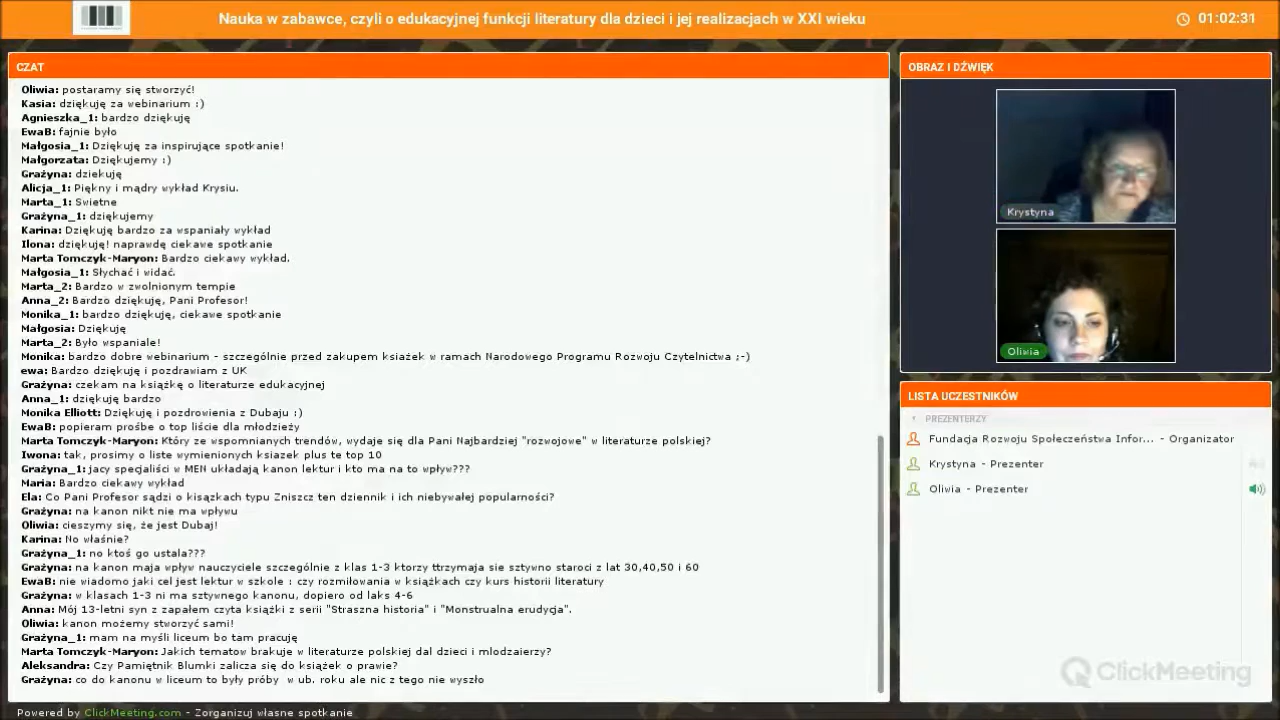 Nauka w zabawce, czyli o edukacyjnej funkcji literatury dla dzieci i jej realizacjach w XXI wieku
01:02:31
CZAT
Oliwia: postaramy się stworzyć!
Kasia: dziękuję za webinarium :)
Agnieszka_1: bardzo dziękuję
EwaB: fajnie było
Małgosia_1: Dziękuję za inspirujące spotkanie!
Małgorzata: Dziękujemy :)
Grażyna: dziekuję
Alicja_1: Piękny i mądry wykład Krysiu.
Marta_1: Swietne
Grażyna_1: dziękujemy
Karina: Dziękuję bardzo za wspaniały wykład
Ilona: dziękuję! naprawdę ciekawe spotkanie
Marta Tomczyk-Maryon: Bardzo ciekawy wykład.
Małgosia_1: Słychać i widać.
Marta_2: Bardzo w zwolnionym tempie
Anna_2: Bardzo dziękuję, Pani Profesor!
Monika_1: bardzo dziękuję, ciekawe spotkanie
Małgosia: Dziękuję
Marta_2: Było wspaniale!
Monika: bardzo dobre webinarium - szczególnie przed zakupem ksiażek w ramach Narodowego Programu Rozwoju Czytelnictwa ;-)
ewa: Bardzo dziękuję i pozdrawiam z UK
Grażyna: czekam na książkę o literaturze edukacyjnej
Anna_1: dziękuję bardzo
Monika Elliott: Dziękuję i pozdrowienia z Dubaju :)
EwaB: popieram prośbe o top liście dla młodzieży
Marta Tomczyk-Maryon: Który ze wspomnianych trendów, wydaje się dla Pani Najbardziej "rozwojowe" w literaturze polskiej?
Iwona: tak, prosimy o liste wymienionych ksiazek plus te top 10
Grażyna_1: jacy specjaliści w MEN układają kanon lektur i kto ma na to wpływ???
Maria: Bardzo ciekawy wykład
Ela: Co Pani Profesor sądzi o kisązkach typu Zniszcz ten dziennik i ich niebywałej popularności?
Grażyna: na kanon nikt nie ma wpływu
Oliwia: cieszymy się, że jest Dubaj!
Karina: No właśnie?
Grażyna_1: no ktoś go ustala???
Grażyna: na kanon maja wpływ nauczyciele szczególnie z klas 1-3 ktorzy ttrzymaja sie sztywno staroci z lat 30,40,50 i 60
EwaB: nie wiadomo jaki cel jest lektur w szkole : czy rozmiłowania w książkach czy kurs historii literatury
Grażyna: w klasach 1-3 ni ma sztywnego kanonu, dopiero od laks 4-6
Anna: Mój 13-letni syn z zapałem czyta książki z serii "Straszna historia" i "Monstrualna erudycja".
Oliwia: kanon możemy stworzyć sami!
Grażyna_1: mam na myśli liceum bo tam pracuję
Marta Tomczyk-Maryon: Jakich tematow brakuje w literaturze polskiej dal dzieci i mlodzaierzy?
Aleksandra: Czy Pamiętnik Blumki zalicza się do książek o prawie?
Grażyna: co do kanonu w liceum to były próby w ub. roku ale nic z tego nie wyszło
OBRAZ I DŹWIĘK
Krystyna
Oliwia
LISTA UCZESTNIKÓW
PREZENTERZY
Fundacja Rozwoju Społeczeństwa Infor... - Organizator
Krystyna - Prezenter
Oliwia - Prezenter
ClickMeeting
Powered by ClickMeeting.com - Zorganizuj własne spotkanie